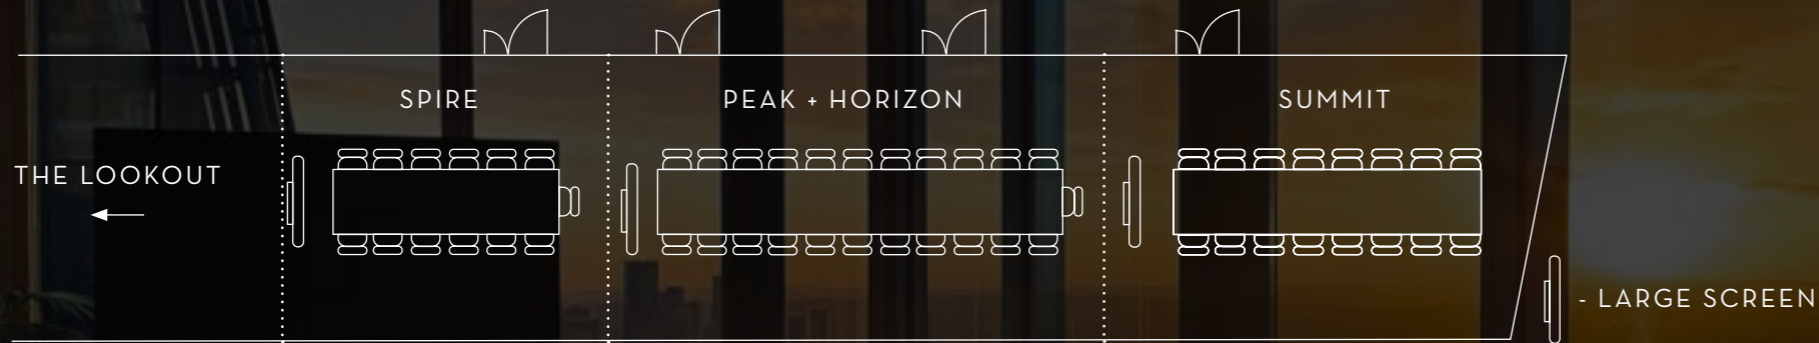 SPIRE
PEAK + HORIZON
SUMMIT
THE LOOKOUT
- LARGE SCREEN